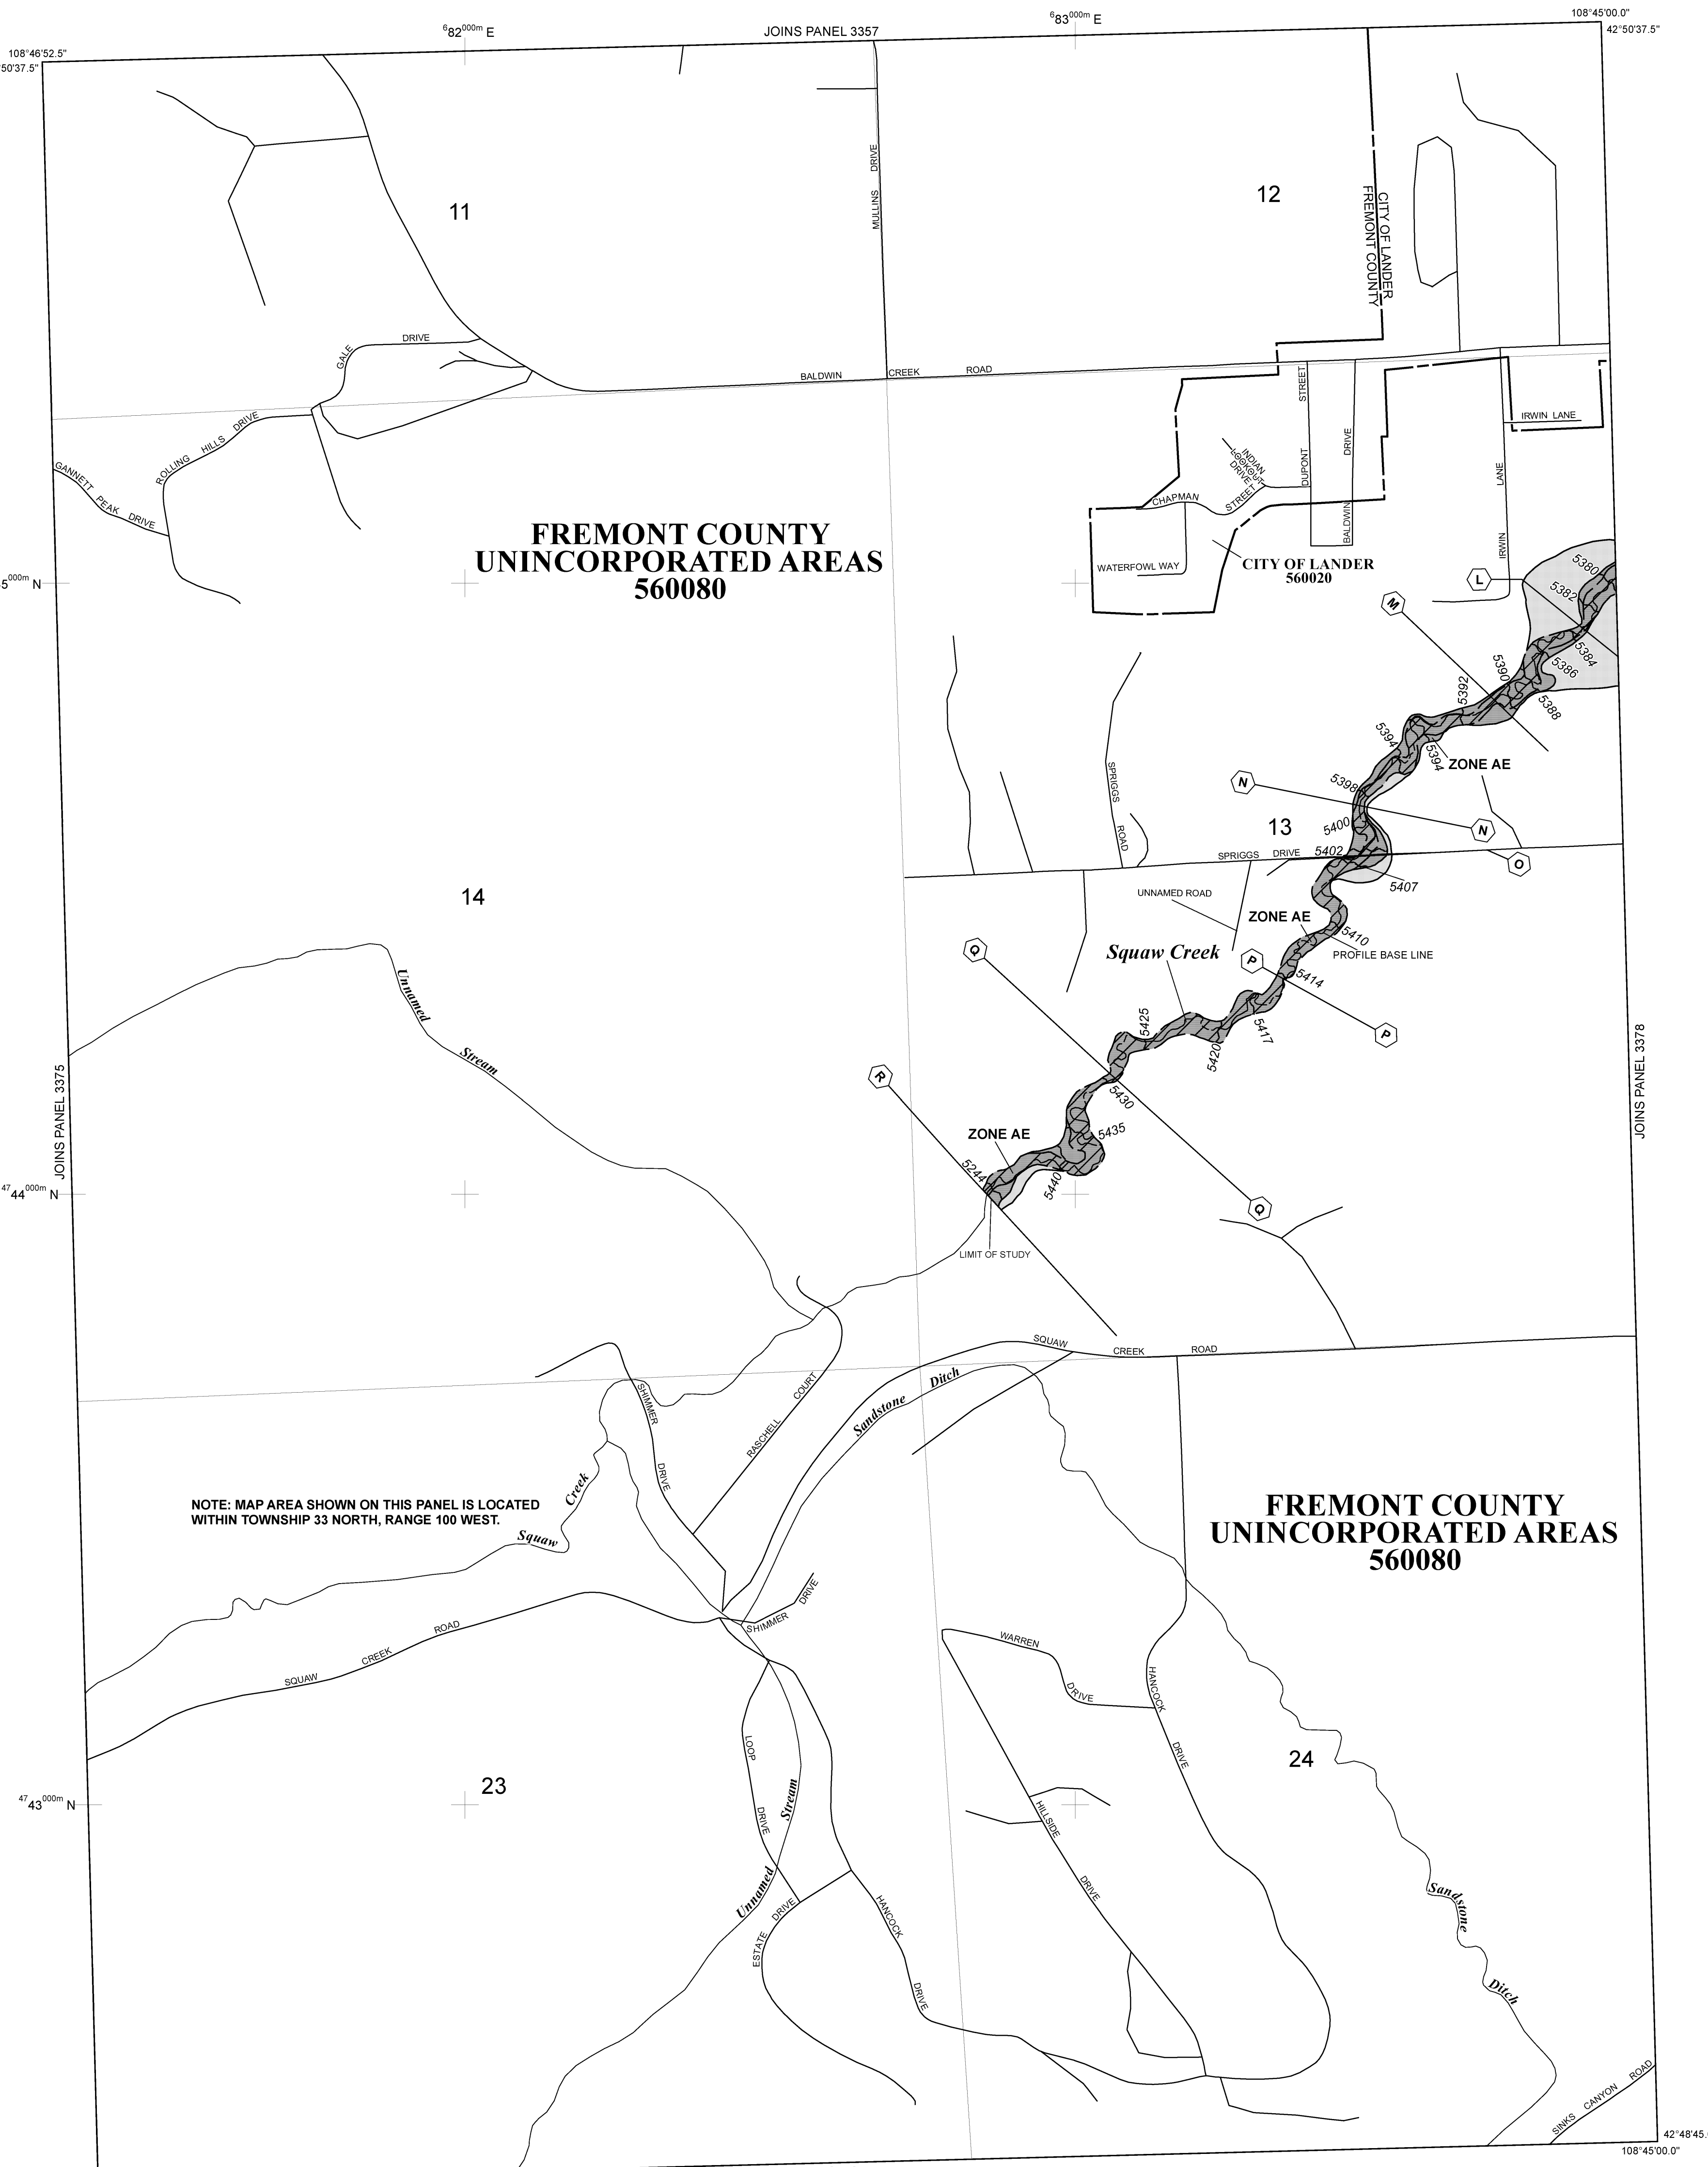 JOINS PANEL 3357
682000m E
683000m E
108°45'00.0"
42°50'37.5"
108°46'52.5"
50'37.5"
11
12
MULLINS DRIVE
CITY OF LANDER
FREMONT COUNTY
GALE DRIVE
BALDWIN CREEK ROAD
ROLLING HILLS DRIVE
GANNETT PEAK DRIVE
DUPONT STREET
BALDWIN DRIVE
IRWIN LANE
IRWIN LANE
INDIAN
LOOKOUT
DRIVE
CHAPMAN STREET
WATERFOWL WAY
FREMONT COUNTY
UNINCORPORATED AREAS
560080
CITY OF LANDER
560020
5000m N
L
M
5380
5382
5384
5386
5388
5390
5392
5394
5394
ZONE AE
N
5398
N
5400
13
SPRIGGS ROAD
SPRIGGS DRIVE
5402
O
5407
14
UNNAMED ROAD
ZONE AE
5410
PROFILE BASE LINE
Squaw Creek
Q
P
5414
P
5417
5420
5425
Unnamed Stream
R
5430
5435
ZONE AE
5244
5440
Q
LIMIT OF STUDY
JOINS PANEL 3375
JOINS PANEL 3378
4744000m N
SQUAW CREEK ROAD
SHIMMER DRIVE
RASCHELL COURT
Sandstone Ditch
NOTE: MAP AREA SHOWN ON THIS PANEL IS LOCATED
WITHIN TOWNSHIP 33 NORTH, RANGE 100 WEST.
Squaw Creek
FREMONT COUNTY
UNINCORPORATED AREAS
560080
SHIMMER DRIVE
SQUAW CREEK ROAD
WARREN DRIVE
HANCOCK DRIVE
LOOP DRIVE
23
24
4743000m N
Unnamed Stream
HILLSIDE DRIVE
ESTATE DRIVE
HANCOCK DRIVE
Sandstone Ditch
SINKS CANYON ROAD
42°48'45.
108°45'00.0"